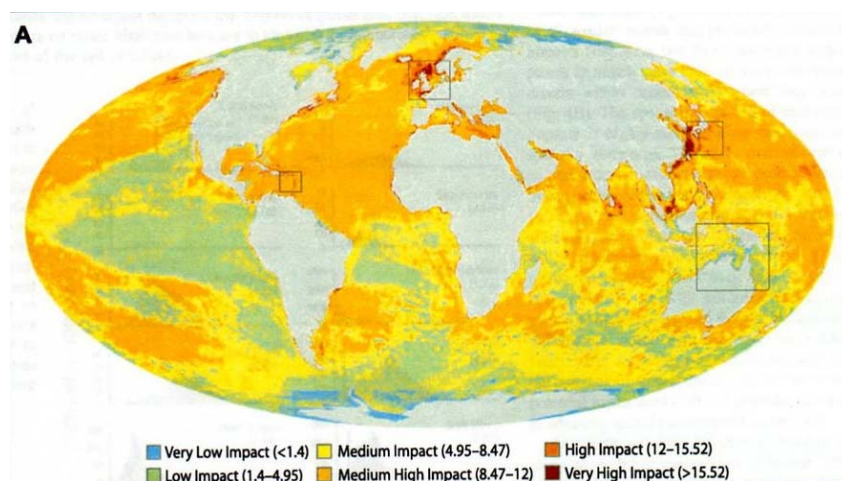 A
Very Low Impact (<1.4)
Medium Impact (4.95–8.47)
High Impact (12–15.52)
Low Impact (1.4–4.95)
Medium High Impact (8.47–12)
Very High Impact (>15.52)